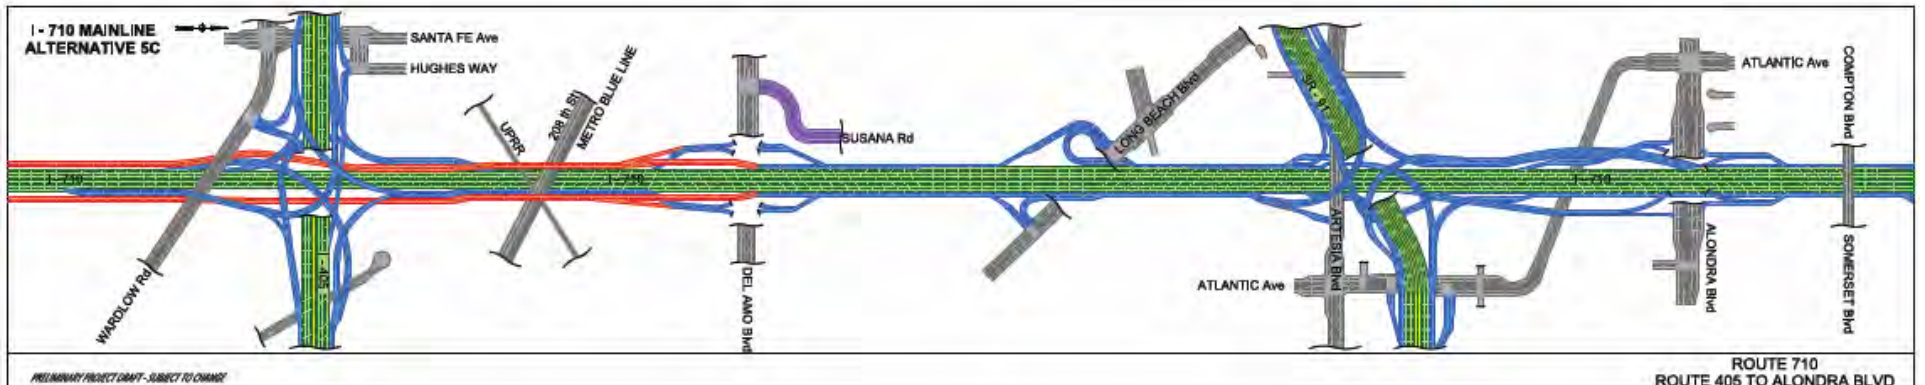 I - 710 MAINLINE
ALTERNATIVE 5C
SANTA FE Ave
HUGHES WAY
UPRR
208 th St
METRO BLUE LINE
SUSANA Rd
LONG BEACH Blvd
SR - 91
ATLANTIC Ave
COMPTON Blvd
I-710
I-710
I-710
WARDLOW Rd
I-405
DEL AMO Blvd
ATLANTIC Ave
ARTESIA Blvd
ALONDRA Blvd
SOMERSET Blvd
PRELIMINARY PROJECT DRAFT - SUBJECT TO CHANGE
ROUTE 710
ROUTE 405 TO ALONDRA BLVD